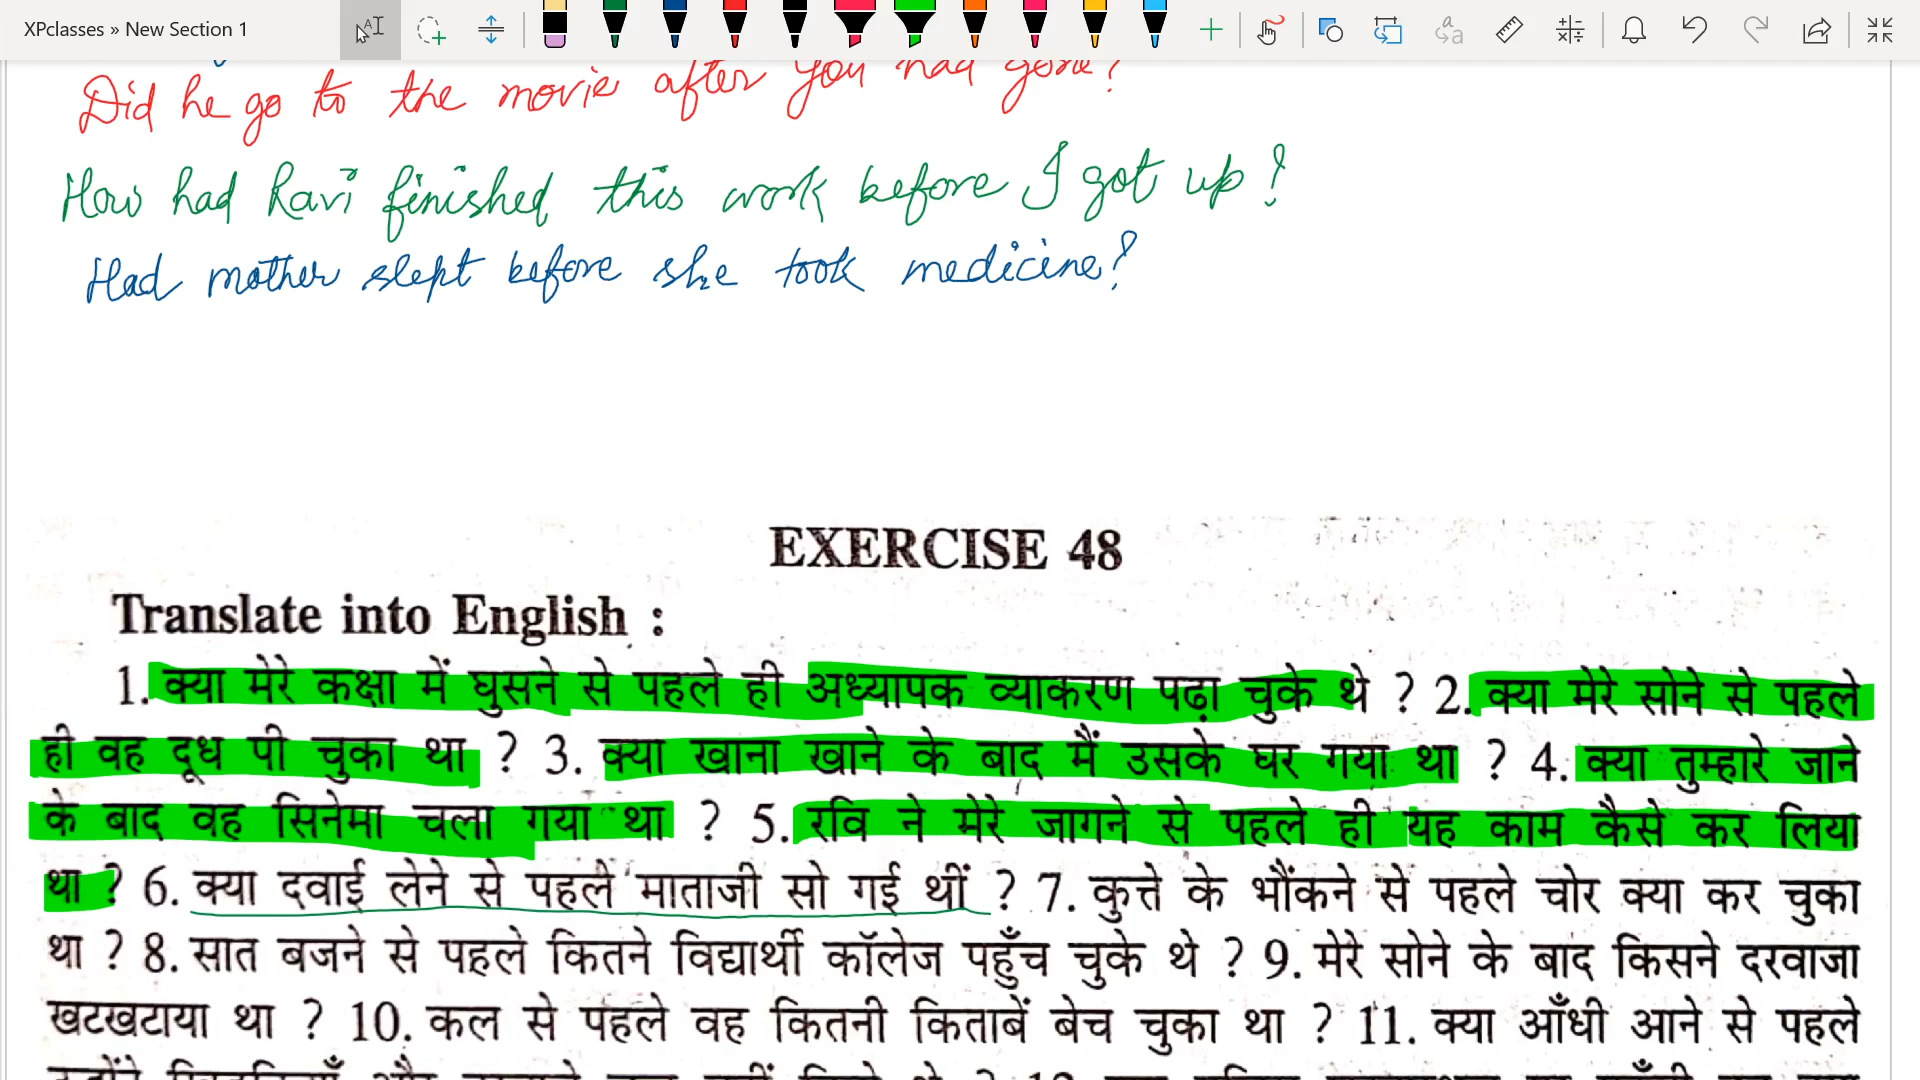 XPclasses » New Section 1
Did he go to the movie after you had gone?
How had Ravi finished this work before I got up?
Had mother slept before she took medicine?
EXERCISE 48
Translate into English :
1. क्या मेरे कक्षा में घुसने से पहले ही अध्यापक व्याकरण पढ़ा चुके थे ? 2. क्या मेरे सोने से पहले
ही वह दूध पी चुका था ? 3. क्या खाना खाने के बाद मैं उसके घर गया था ? 4. क्या तुम्हारे जाने
के बाद वह सिनेमा चला गया था ? 5. रवि ने मेरे जागने से पहले ही यह काम कैसे कर लिया
था ? 6. क्या दवाई लेने से पहले माताजी सो गई थीं ? 7. कुत्ते के भौंकने से पहले चोर क्या कर चुका
था ? 8. सात बजने से पहले कितने विद्यार्थी कॉलेज पहुँच चुके थे ? 9. मेरे सोने के बाद किसने दरवाजा
खटखटाया था ? 10. कल से पहले वह कितनी किताबें बेच चुका था ? 11. क्या आँधी आने से पहले